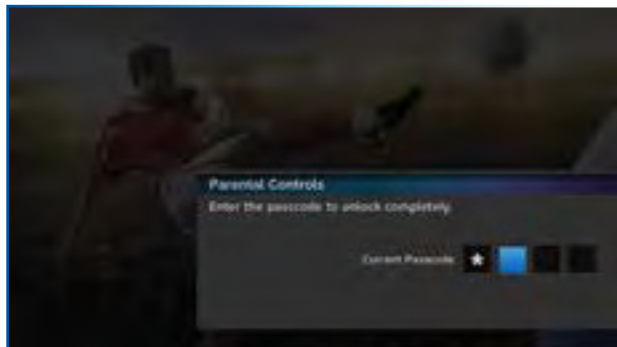 Parental Controls
Enter the passcode to unlock completely.
Current Passcode *